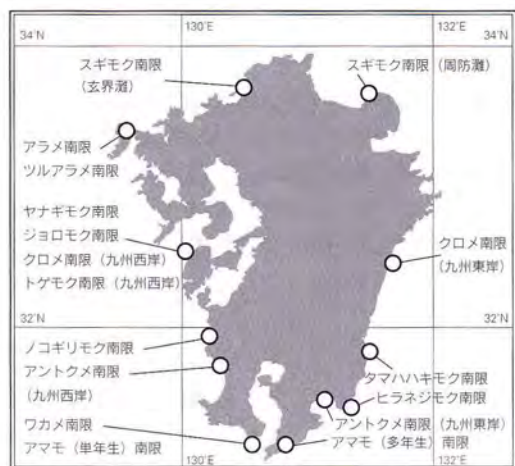 130˚E
132˚E
34˚N
34˚N
スギモク南限
（玄界灘）
スギモク南限（周防灘）
アラメ南限
ツルアラメ南限
ヤナギモク南限
ジョロモク南限
クロメ南限（九州西岸）
トゲモク南限（九州西岸）
クロメ南限
（九州東岸）
32˚N
32˚N
ノコギリモク南限
アントクメ南限
（九州西岸）
タマハハキモク南限
ヒラネジモク南限
アントクメ南限（九州東岸）
ワカメ南限
アマモ（単年生）南限
アマモ（多年生）南限
130˚E
132˚E